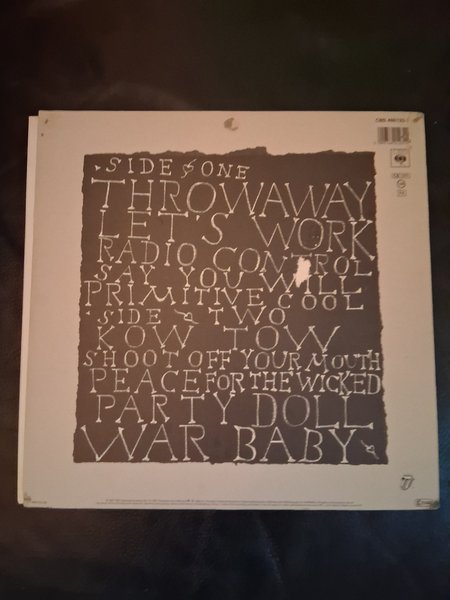 SIDE ONE
THROWAWAY
LET'S WORK
RADIO CONTROL
SAY YOU WILL
PRIMITIVE COOL
SIDE TWO
KOW TOW
SHOOT OFF YOUR MOUTH
PEACE FOR THE WICKED
PARTY DOLL
WAR BABY